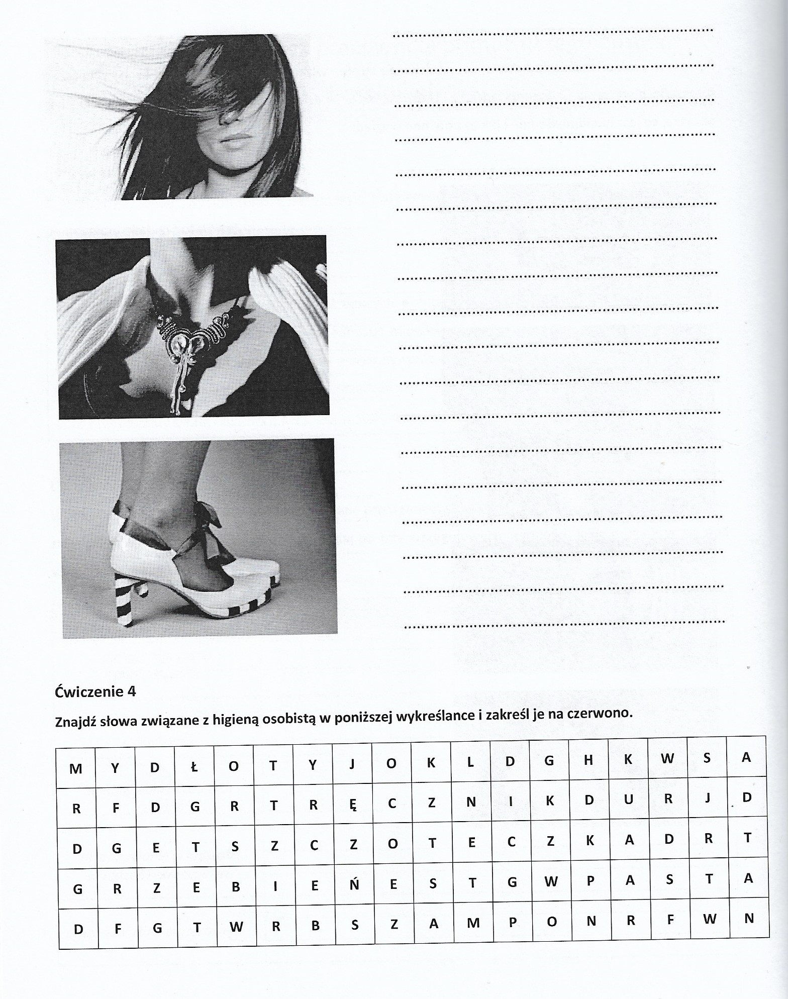 Ćwiczenie 4
Znajdź słowa związane z higieną osobistą w poniższej wykreślance i zakreśl je na czerwono.
M Y D Ł O T Y J O K L D G H K W S A
R F D G R T R Ę C Z N I K D U R J D
D G E T S Z C Z O T E C Z K A D R T
G R Z E B I E Ń E S T G W P A S T A
D F G T W R B S Z A M P O N R F W N